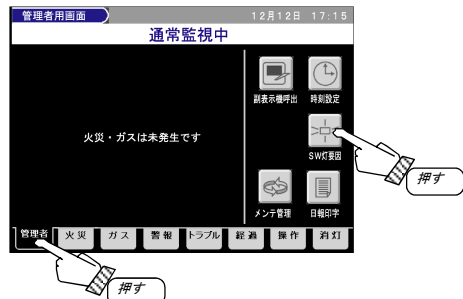 管理者用画面 12月12日 17:15
通常監視中
副表示機呼出 時刻設定
火災・ガスは未発生です
SW灯要因
押す
メンテ管理 日報印字
管理者 火災 ガス 警報 トラブル 経過 操作 消灯
押す